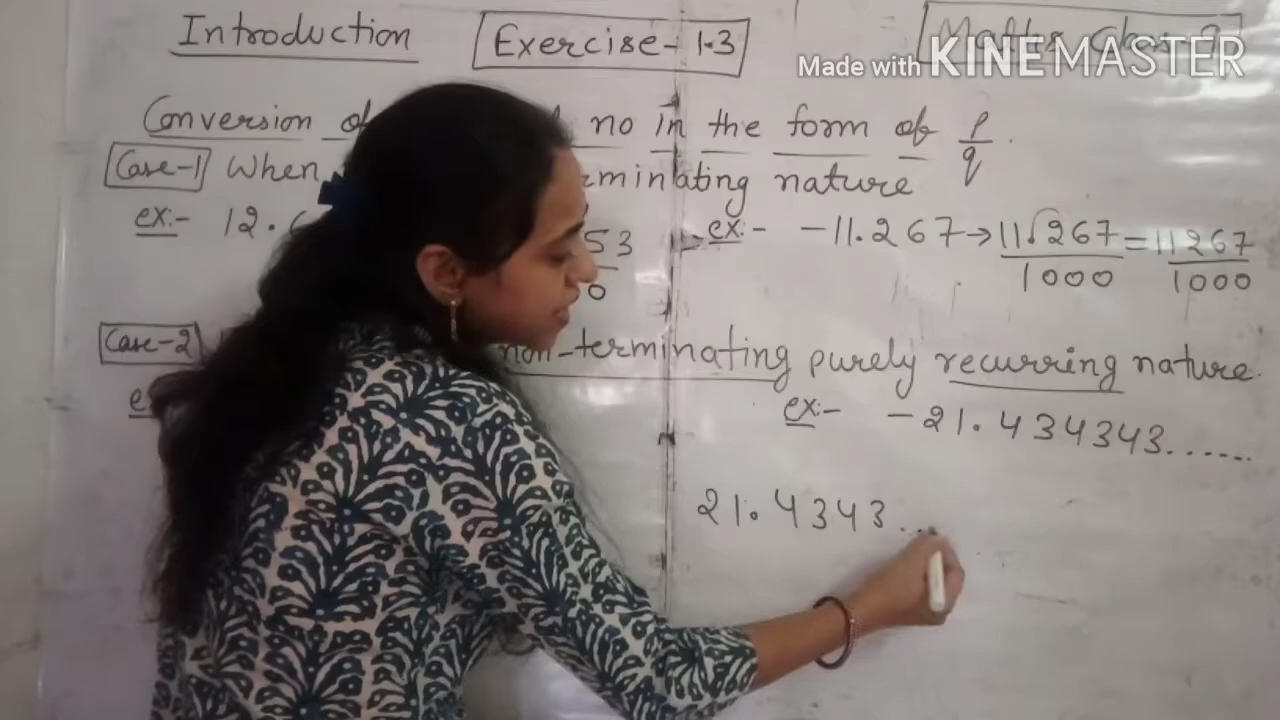 Introduction
Exercise-1.3
Made with KINEMASTER
Conversion of no in the form of p/q.
Case-1 When minating nature
ex:- 12.
53
0
ex:- -11.267→11.267/1000=11267/1000
Case-2 non-terminating purely recurring nature.
ex:- -21.434343......
21.4343...